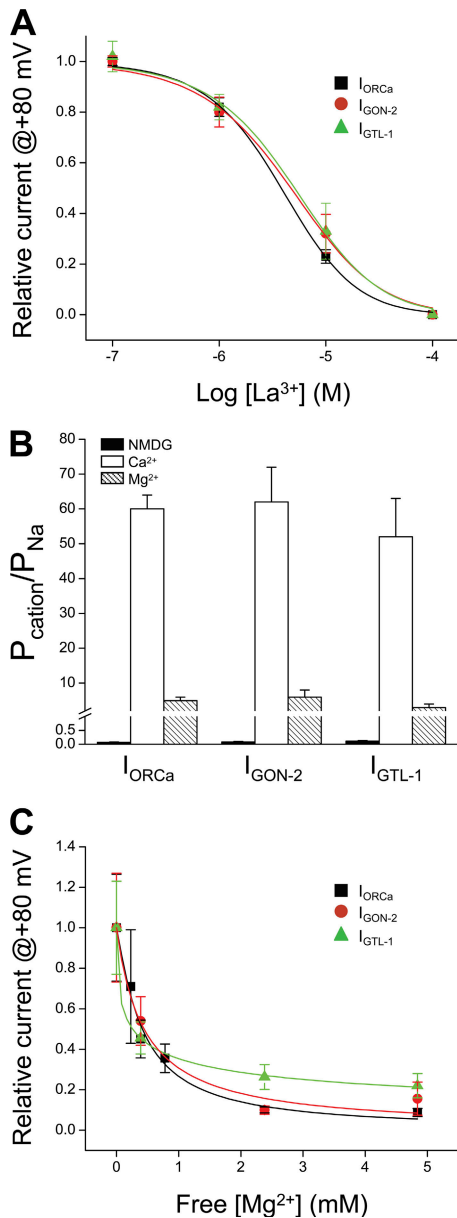 A
Relative current @+80 mV
1.0
0.8
0.6
0.4
0.2
0.0
I_ORCa
I_GON-2
I_GTL-1
-7 -6 -5 -4
Log [La³⁺] (M)
B
P_cation/P_Na
80
70
60
50
40
30
20
10
0.5
0.0
NMDG
Ca²⁺
Mg²⁺
I_ORCa I_GON-2 I_GTL-1
C
Relative current @+80 mV
1.4
1.2
1.0
0.8
0.6
0.4
0.2
0.0
I_ORCa
I_GON-2
I_GTL-1
0 1 2 3 4 5
Free [Mg²⁺] (mM)